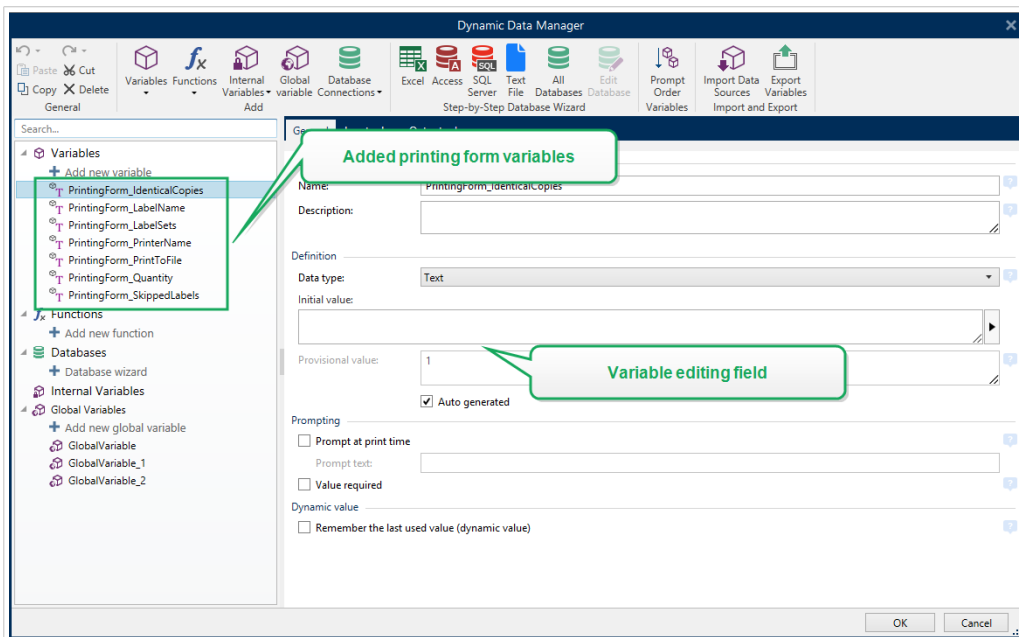 Dynamic Data Manager
Paste Cut
Copy Delete
General
Variables Functions Internal Variables Global variable Database Connections
Add
Excel Access SQL Server Text File All Databases Edit Database
Step-by-Step Database Wizard
Prompt Order
Variables
Import Data Sources Export Variables
Import and Export
Search...
Variables
Add new variable
PrintingForm_IdenticalCopies
PrintingForm_LabelName
PrintingForm_LabelSets
PrintingForm_PrinterName
PrintingForm_PrintToFile
PrintingForm_Quantity
PrintingForm_SkippedLabels
Functions
Add new function
Databases
Database wizard
Internal Variables
Global Variables
Add new global variable
GlobalVariable
GlobalVariable_1
GlobalVariable_2
Added printing form variables
Name: PrintingForm_IdenticalCopies
Description:
Definition
Data type: Text
Initial value:
Provisional value: 1
Variable editing field
Auto generated
Prompting
Prompt at print time
Prompt text:
Value required
Dynamic value
Remember the last used value (dynamic value)
OK Cancel